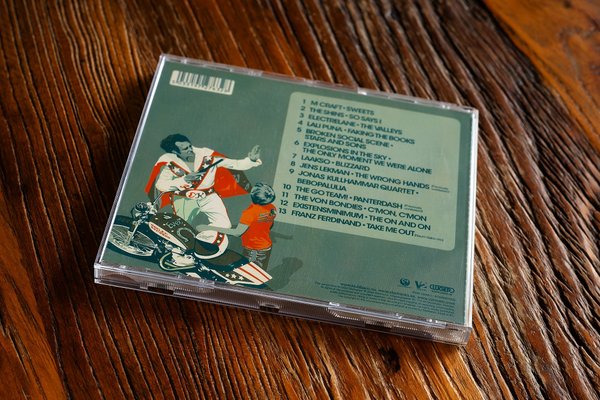 1 M CRAFT • SWEETS
2 THE SHINS • SO SAYS I
3 ELECTRELANE • THE VALLEYS
4 LALI PUNA • FAKING THE BOOKS
5 BROKEN SOCIAL SCENE •
STARS AND SONS
6 EXPLOSIONS IN THE SKY •
THE ONLY MOMENT WE WERE ALONE
7 LAAKSO • BLIZZARD
8 JENS LEKMAN • THE WRONG HANDS
9 JONAS KULLHAMMAR QUARTET •
BEBOPALULIA
10 THE GO! TEAM • PANTERDASH
11 THE VON BONDIES • C'MON, C'MON
12 EXISTENSMINIMUM • THE ON AND ON
13 FRANZ FERDINAND • TAKE ME OUT
V2